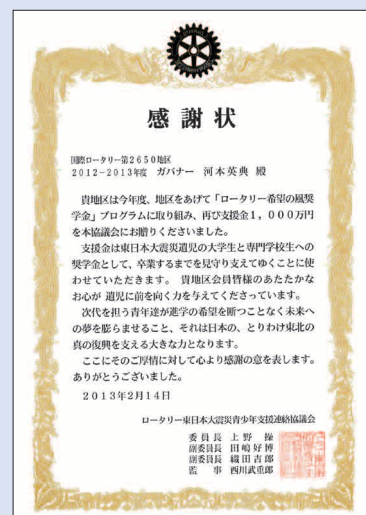 感謝状
国際ロータリー第2650地区
2012-2013年度 ガバナー 河本英典 殿
貴地区は今年度、地区をあげて「ロータリー希望の風奨
学金」プログラムに取り組み、再び支援金1,000万円
を本協議会にお贈りくださいました。
支援金は東日本大震災遺児の大学生と専門学校生への
奨学金として、卒業するまでを見守り支えてゆくことに使
わせていただきます。 貴地区会員皆様のあたたかな
お心が 遺児に前を向く力を与えてくださっています。
次代を担う青年達が進学の希望を断つことなく未来へ
の夢を膨らませること、それは日本の、とりわけ東北の
真の復興を支える大きな力となります。
ここにそのご厚情に対して心より感謝の意を表します。
ありがとうございました。
2013年2月14日
ロータリー東日本大震災青少年支援連絡協議会
委員長 上野 操
副委員長 田嶋好博
副委員長 織田吉郎
監事 西川武重郎